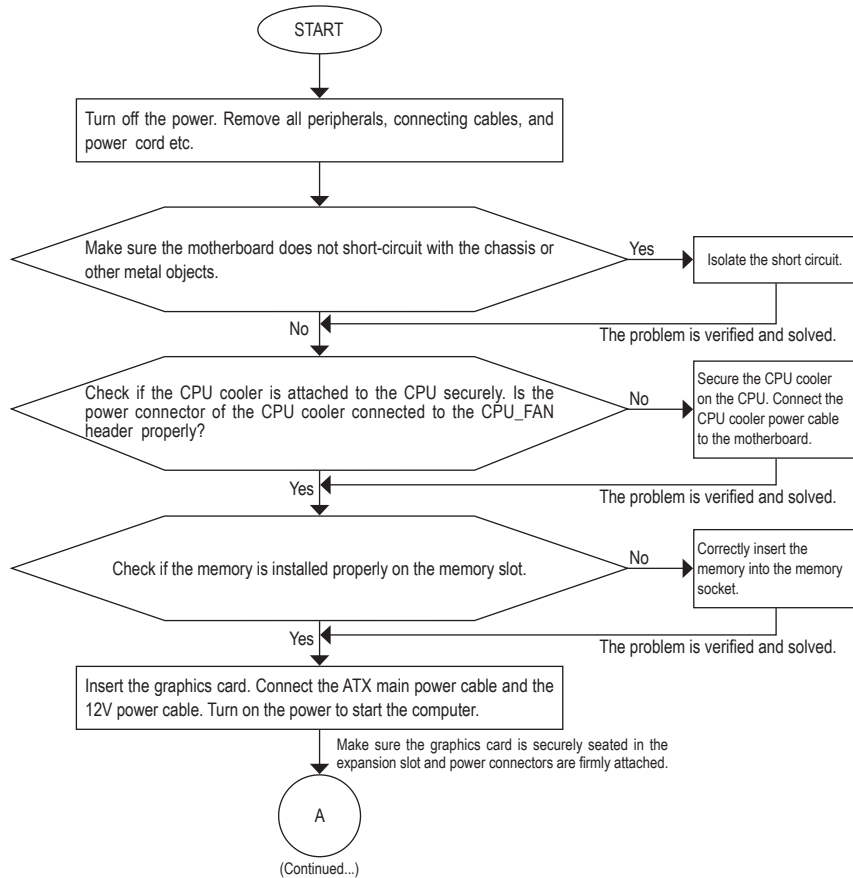 START
Turn off the power. Remove all peripherals, connecting cables, and
power cord etc.
Make sure the motherboard does not short-circuit with the chassis or
other metal objects.
Yes
Isolate the short circuit.
No
The problem is verified and solved.
Check if the CPU cooler is attached to the CPU securely. Is the
power connector of the CPU cooler connected to the CPU_FAN
header properly?
No
Secure the CPU cooler
on the CPU. Connect the
CPU cooler power cable
to the motherboard.
Yes
The problem is verified and solved.
Check if the memory is installed properly on the memory slot.
No
Correctly insert the
memory into the memory
socket.
Yes
The problem is verified and solved.
Insert the graphics card. Connect the ATX main power cable and the
12V power cable. Turn on the power to start the computer.
Make sure the graphics card is securely seated in the
expansion slot and power connectors are firmly attached.
A
(Continued...)